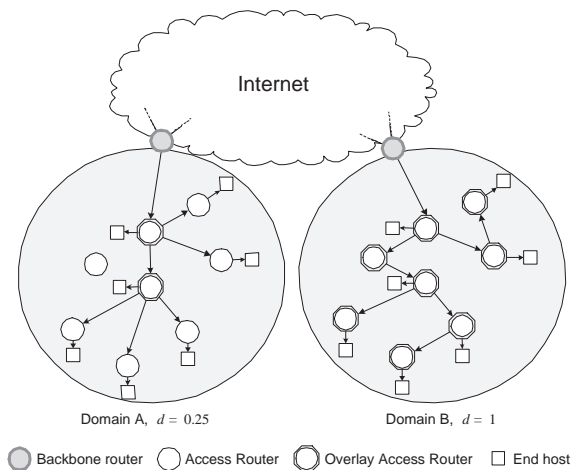 Internet
Domain A, d = 0.25
Domain B, d = 1
Backbone router
Access Router
Overlay Access Router
End host